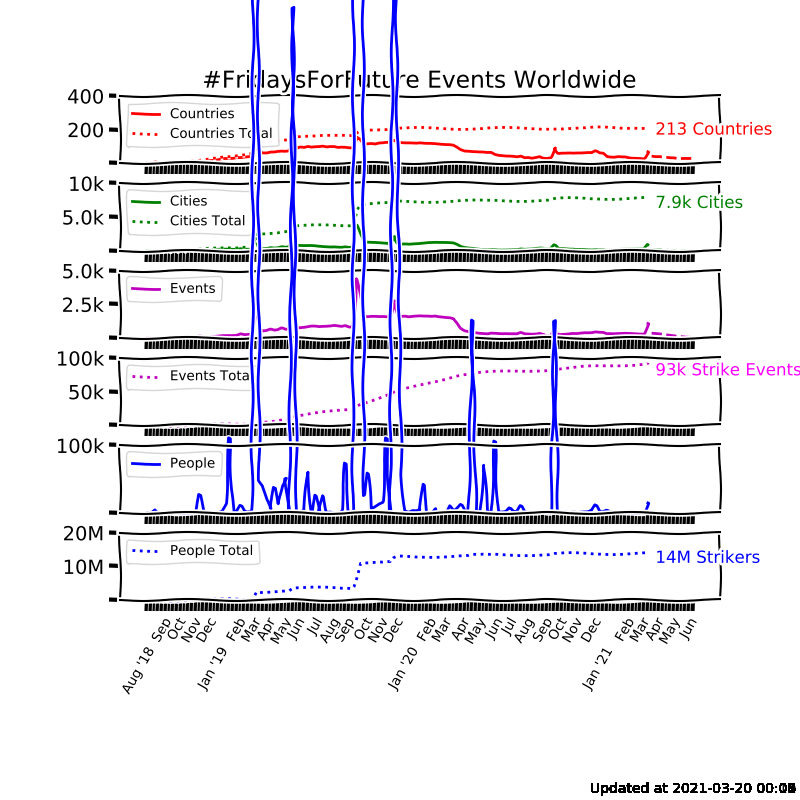 #FridaysForFuture Events Worldwide
400
200
Countries
Countries Total
213 Countries
10k
5.0k
Cities
Cities Total
7.9k Cities
5.0k
2.5k
Events
100k
50k
Events Total
93k Strike Events
100k
People
20M
10M
People Total
14M Strikers
Aug '18
Sep
Oct
Nov
Dec
Jan '19
Feb
Mar
Apr
May
Jun
Jul
Aug
Sep
Oct
Nov
Dec
Jan '20
Feb
Mar
Apr
May
Jun
Jul
Aug
Sep
Oct
Nov
Dec
Jan '21
Feb
Mar
Apr
May
Jun
Updated at 2021-03-20